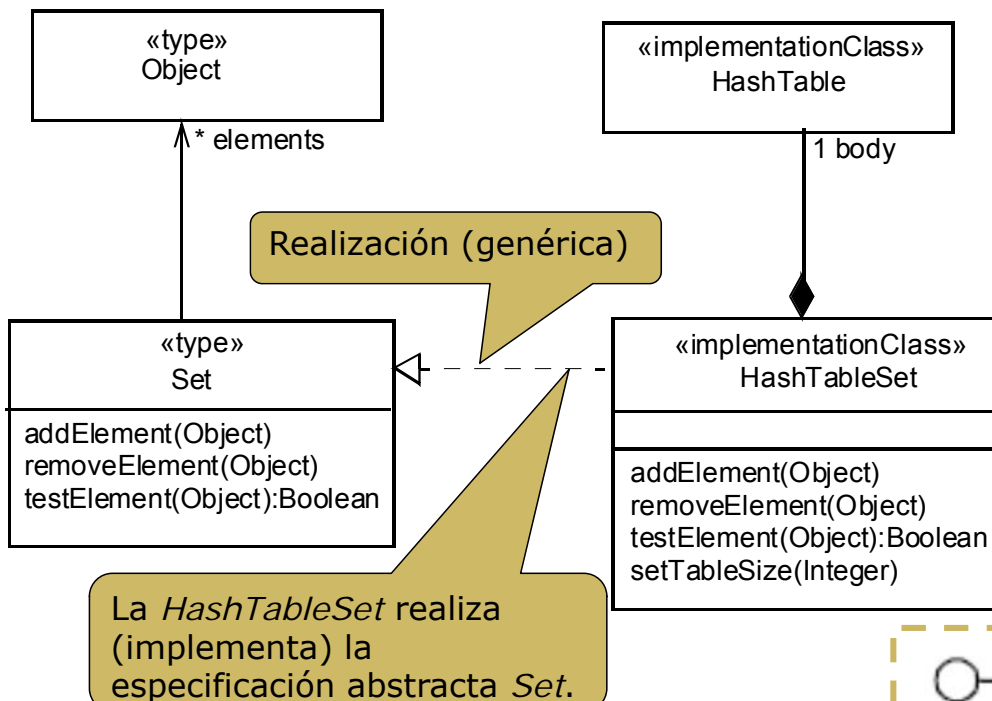 «type»
Object
«implementationClass»
HashTable
* elements
1 body
Realización (genérica)
«type»
Set
addElement(Object)
removeElement(Object)
testElement(Object):Boolean
«implementationClass»
HashTableSet
addElement(Object)
removeElement(Object)
testElement(Object):Boolean
setTableSize(Integer)
La HashTableSet realiza
(implementa) la
especificación abstracta Set.